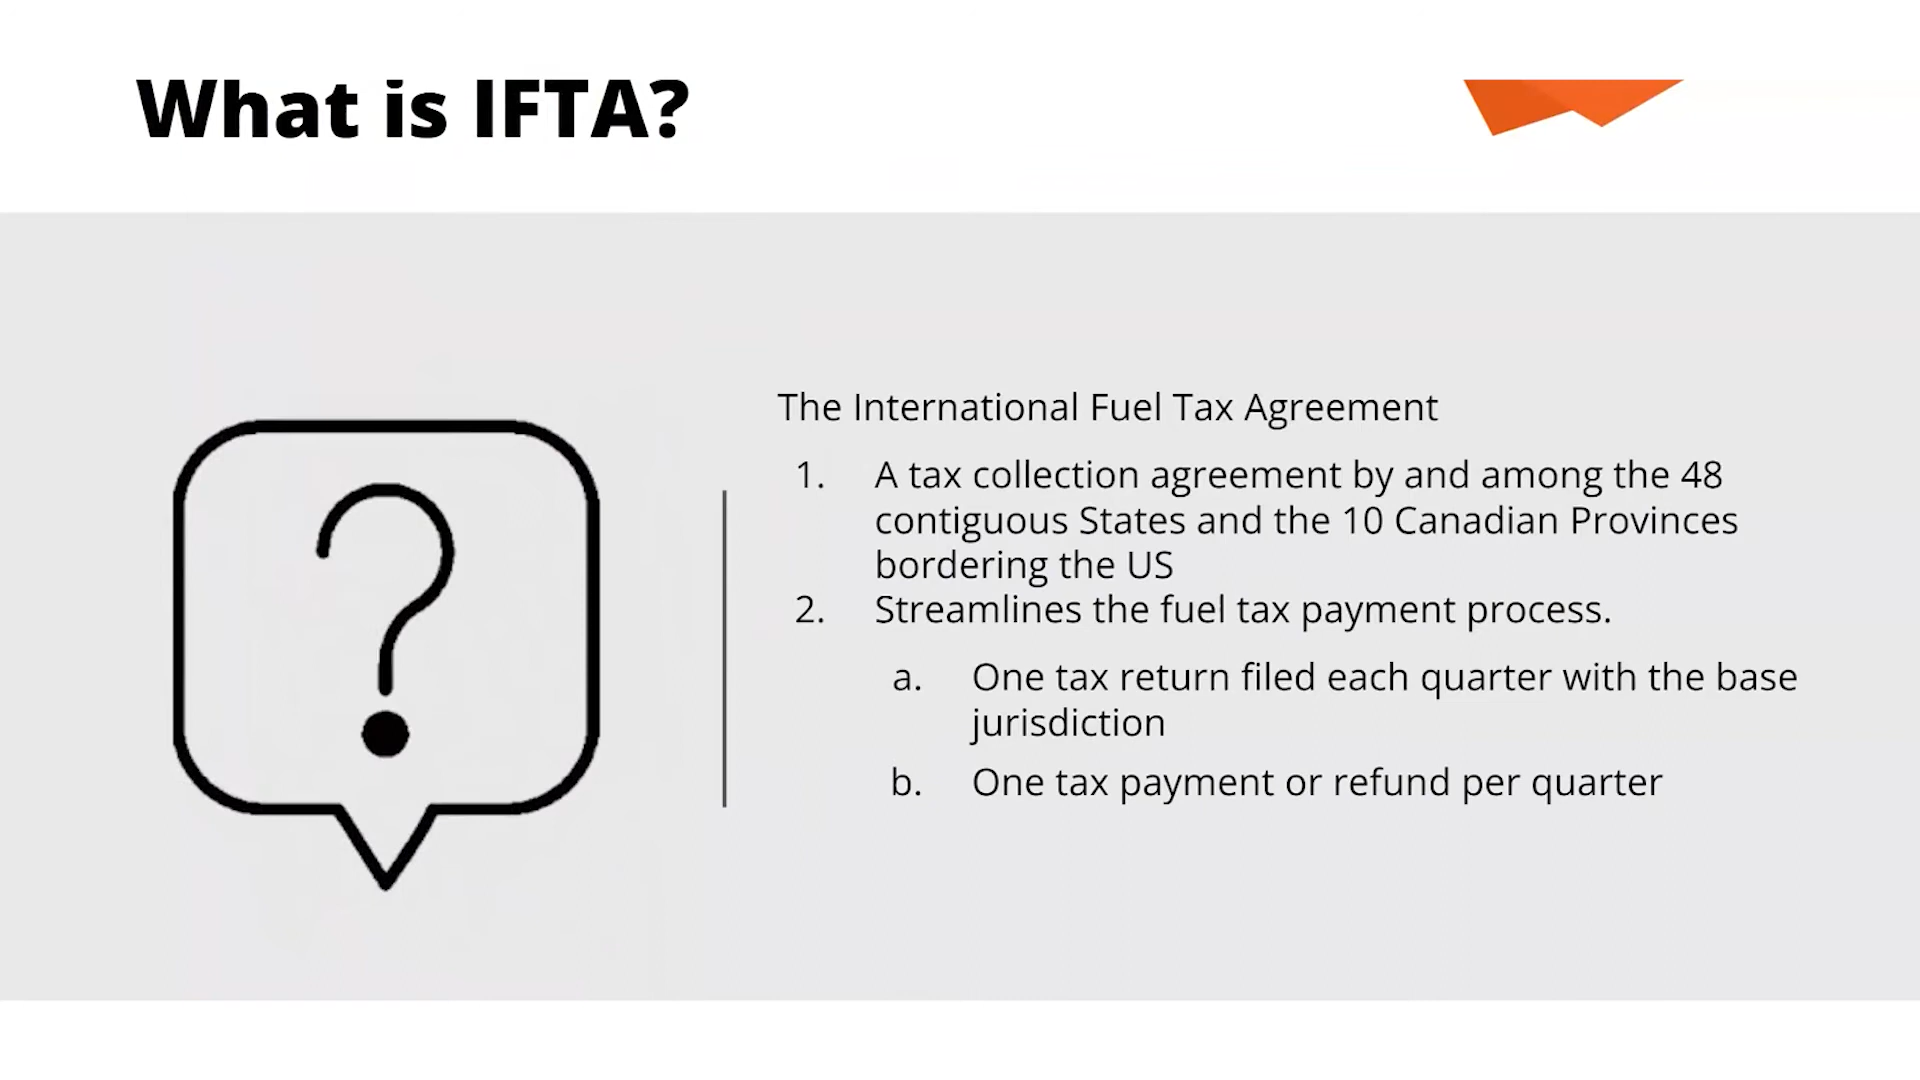 What is IFTA?
The International Fuel Tax Agreement
1. A tax collection agreement by and among the 48
contiguous States and the 10 Canadian Provinces
bordering the US
2. Streamlines the fuel tax payment process.
a. One tax return filed each quarter with the base
jurisdiction
b. One tax payment or refund per quarter